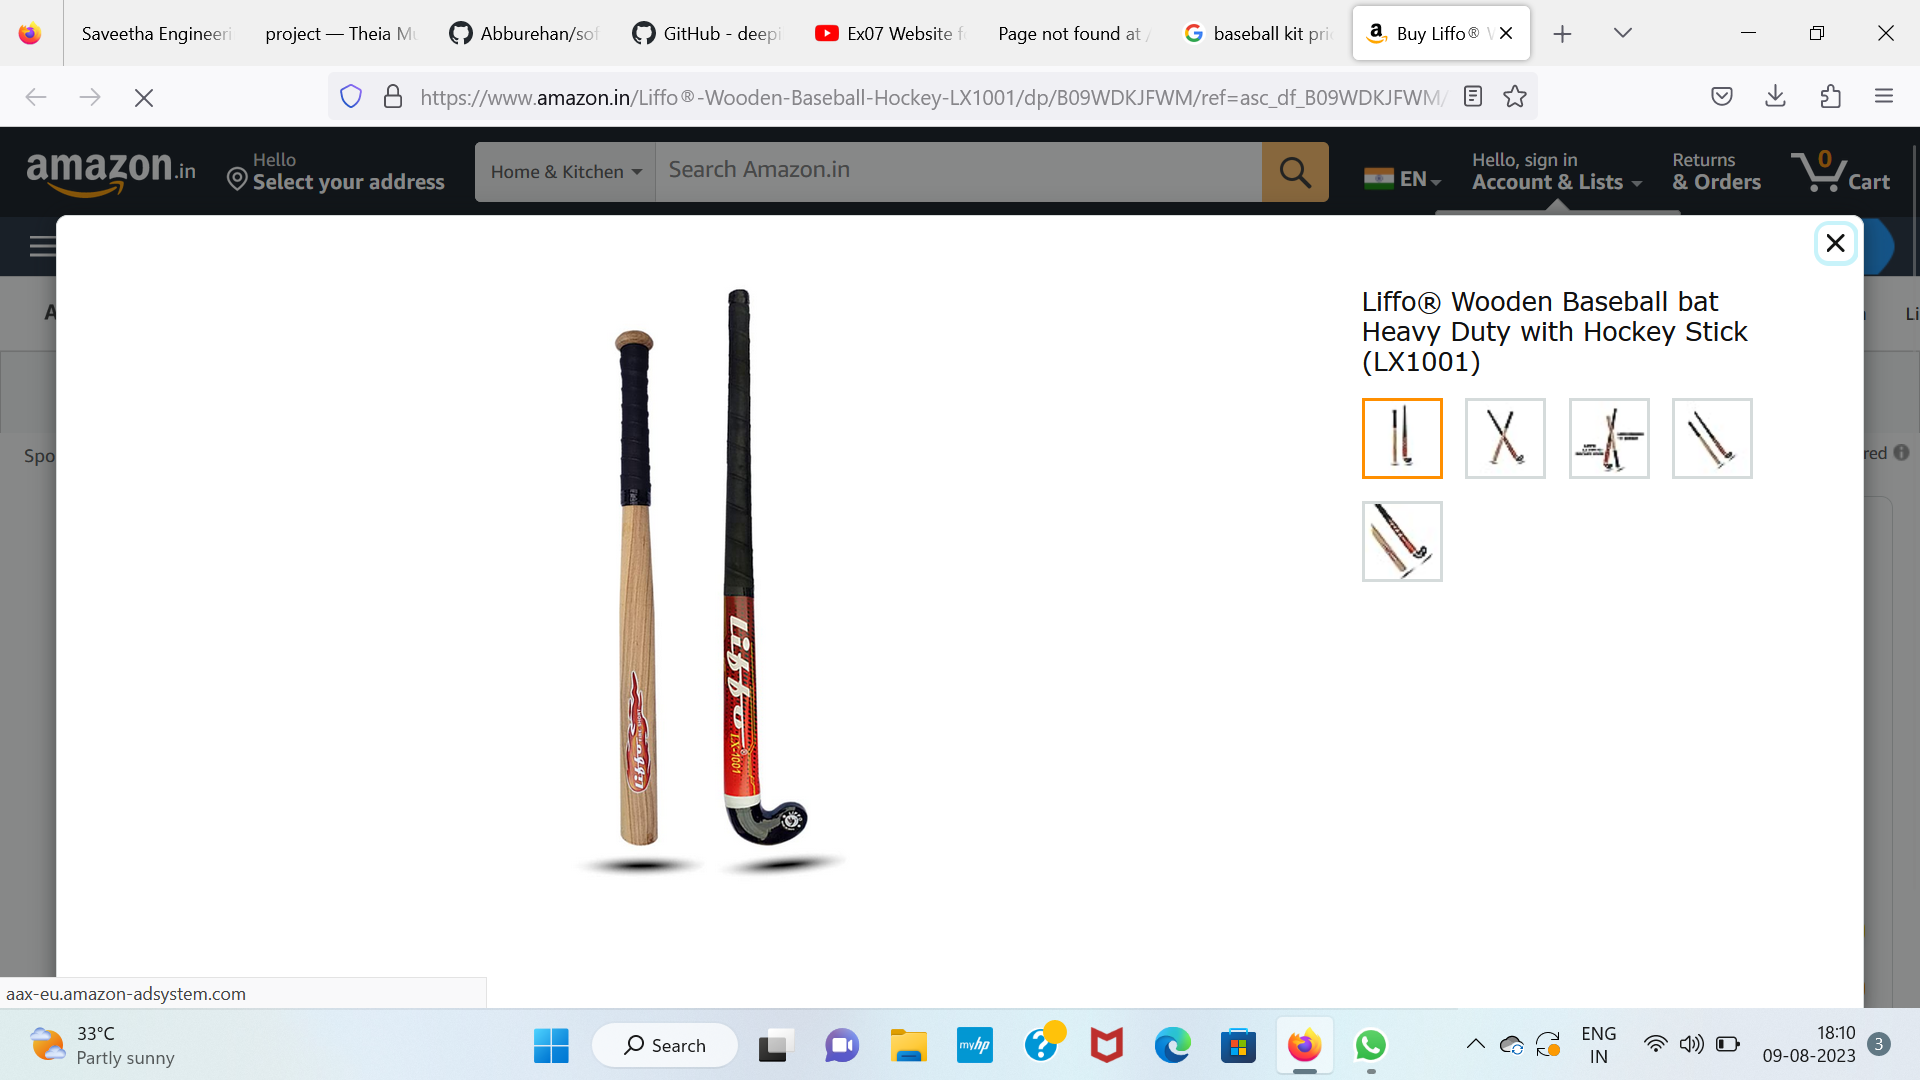 Saveetha Engineeri
project — Theia Mu
Abburehan/sof
GitHub - deepi
Ex07 Website f
Page not found at /
baseball kit pri
Buy Liffo® W
https://www.amazon.in/Liffo®-Wooden-Baseball-Hockey-LX1001/dp/B09WDKJFWM/ref=asc_df_B09WDKJFWM/
amazon.in
Hello
Select your address
Home & Kitchen
Search Amazon.in
EN
Hello, sign in
Account & Lists
Returns
& Orders
0
Cart
A
Li
Spo
red
Liffo® Wooden Baseball bat
Heavy Duty with Hockey Stick
(LX1001)
Liffo
Liffo
LX-1001
aax-eu.amazon-adsystem.com
33°C
Partly sunny
Search
myhp
ENG
IN
18:10
09-08-2023
3